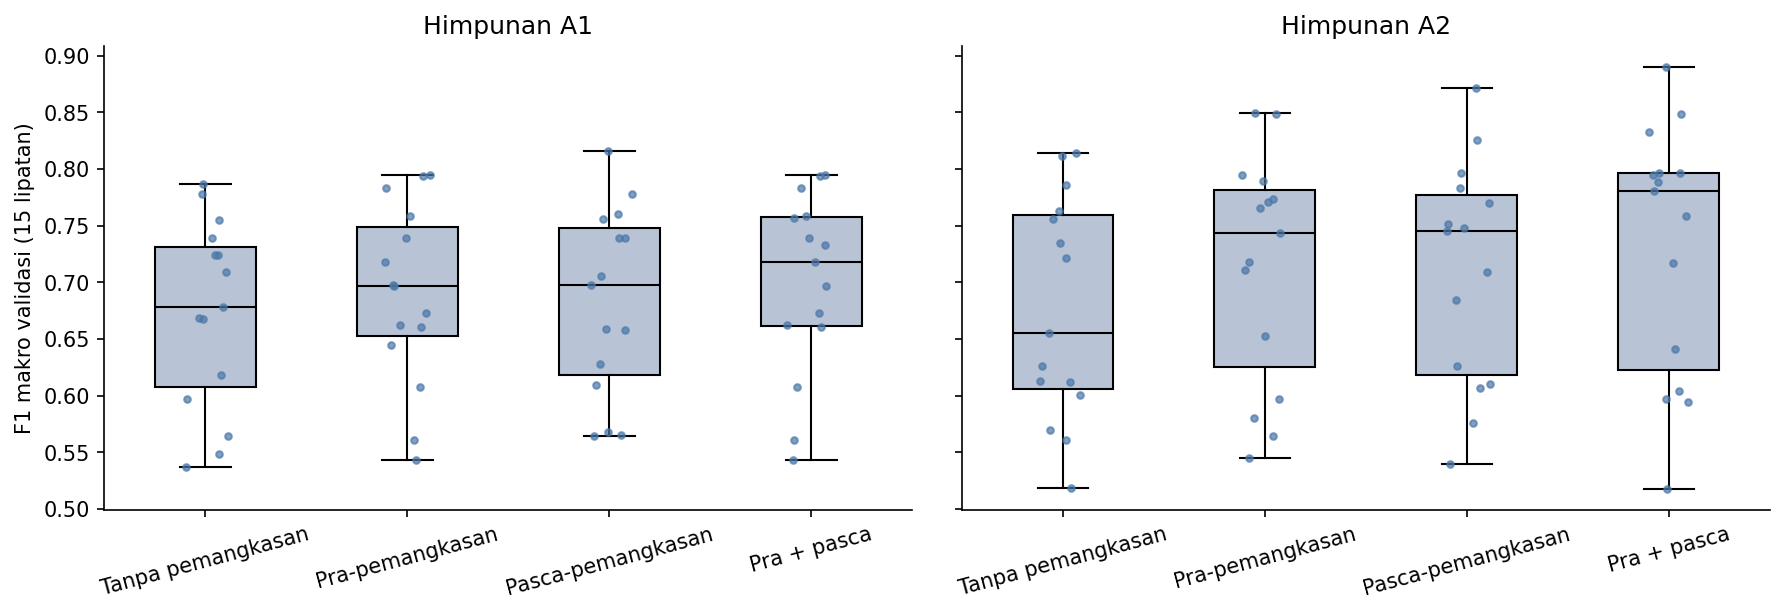 Himpunan A1
Himpunan A2
F1 makro validasi (15 lipatan)
0.90
0.85
0.80
0.75
0.70
0.65
0.60
0.55
0.50
Tanpa pemangkasan
Pra-pemangkasan
Pasca-pemangkasan
Pra + pasca
Tanpa pemangkasan
Pra-pemangkasan
Pasca-pemangkasan
Pra + pasca